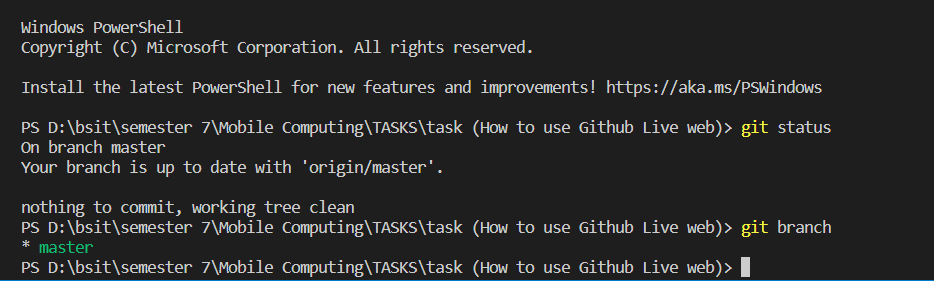 Windows PowerShell
Copyright (C) Microsoft Corporation. All rights reserved.
Install the latest PowerShell for new features and improvements! https://aka.ms/PSWindows
PS D:\bsit\semester 7\Mobile Computing\TASKS\task (How to use Github Live web)> git status
On branch master
Your branch is up to date with 'origin/master'.
nothing to commit, working tree clean
PS D:\bsit\semester 7\Mobile Computing\TASKS\task (How to use Github Live web)> git branch
* master
PS D:\bsit\semester 7\Mobile Computing\TASKS\task (How to use Github Live web)>